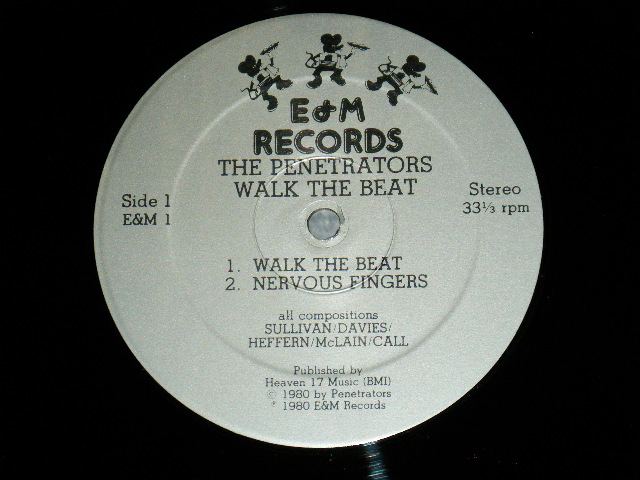 E&M
RECORDS
THE PENETRATORS
WALK THE BEAT
Side 1
E&M 1
Stereo
33⅓ rpm
1. WALK THE BEAT
2. NERVOUS FINGERS
all compositions
SULLIVAN/DAVIES/
HEFFERN/McLAIN/CALL
Published by
Heaven 17 Music (BMI)
© 1980 by Penetrators
℗ 1980 E&M Records